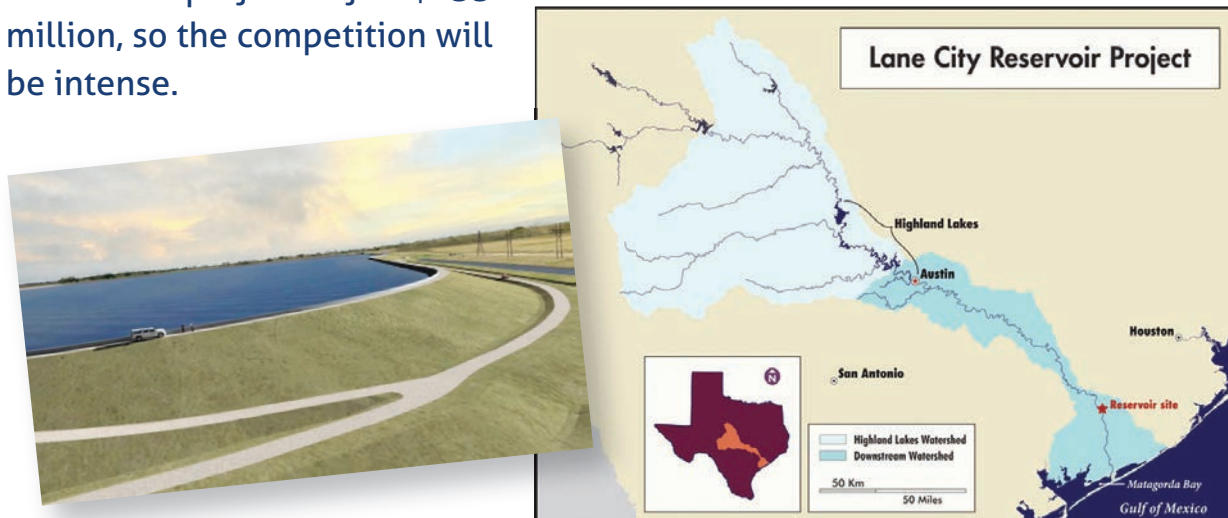 million, so the competition will
be intense.
Lane City Reservoir Project
Highland Lakes
Austin
Houston
San Antonio
Reservoir site
N
Highland Lakes Watershed
Downstream Watershed
50 Km
50 Miles
Matagorda Bay
Gulf of Mexico